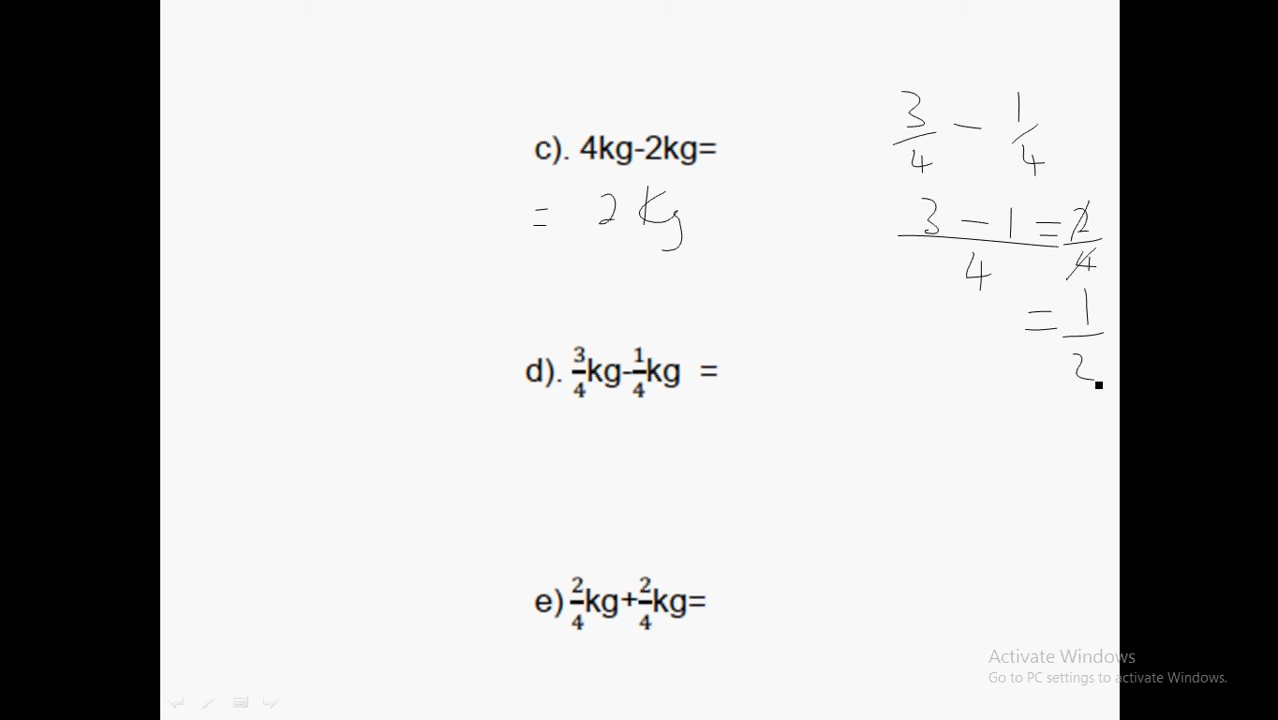 c). 4kg-2kg=
= 2 Kg
d). 3/4kg-1/4kg =
e) 2/4kg+2/4kg=
3/4 - 1/4
3 - 1/4 = 2/4
= 1/2
Activate Windows
Go to PC settings to activate Windows.